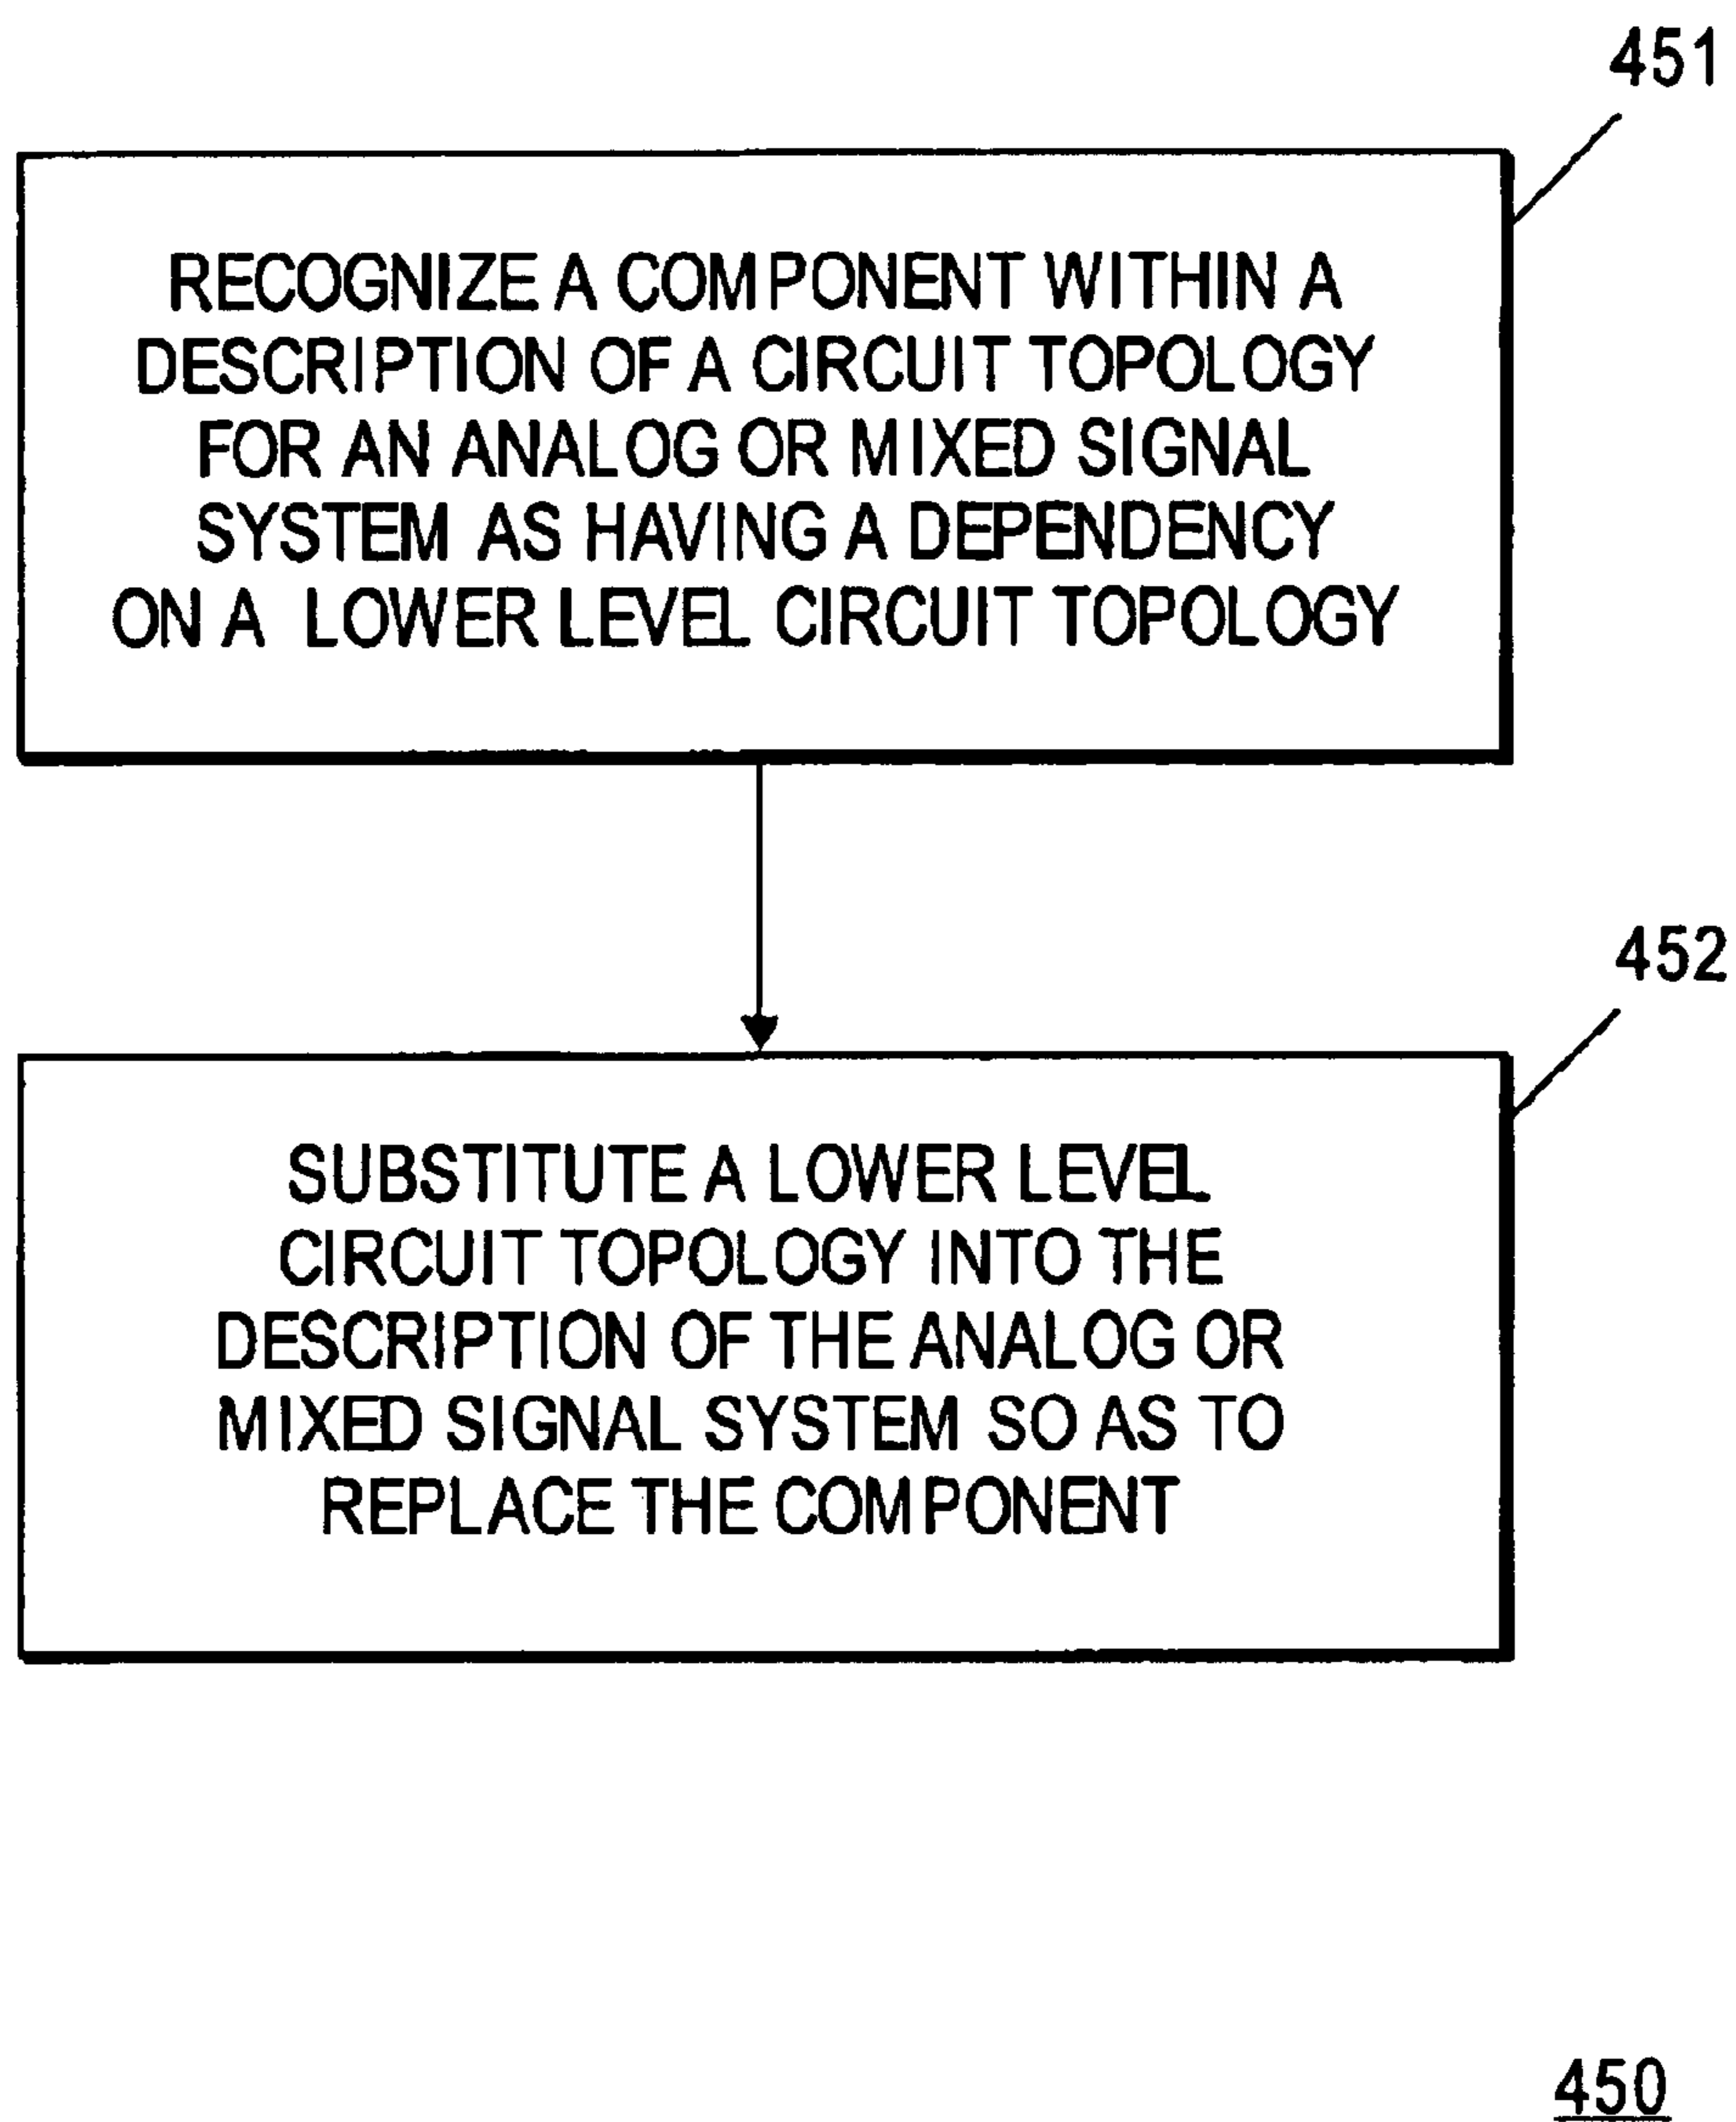 451
RECOGNIZE A COMPONENT WITHIN A
DESCRIPTION OF A CIRCUIT TOPOLOGY
FOR AN ANALOG OR MIXED SIGNAL
SYSTEM AS HAVING A DEPENDENCY
ON A LOWER LEVEL CIRCUIT TOPOLOGY
452
SUBSTITUTE A LOWER LEVEL
CIRCUIT TOPOLOGY INTO THE
DESCRIPTION OF THE ANALOG OR
MIXED SIGNAL SYSTEM SO AS TO
REPLACE THE COMPONENT
450